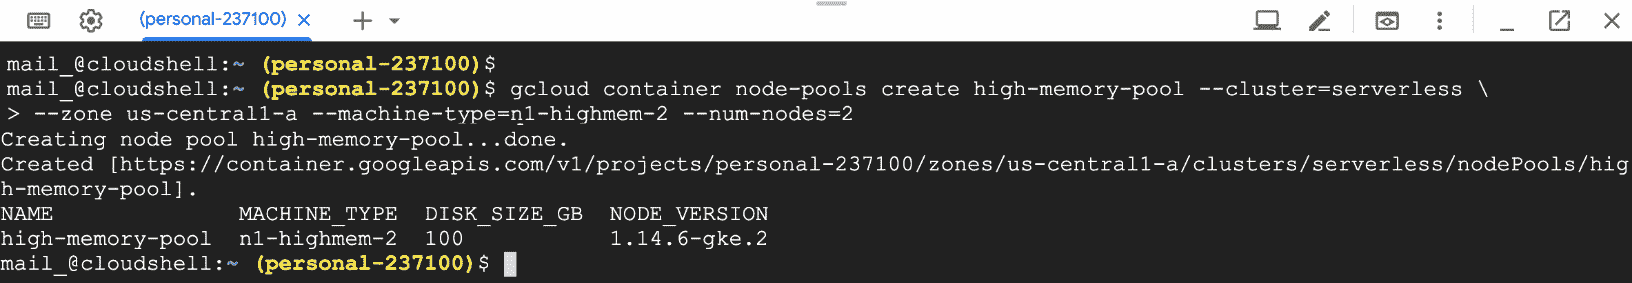 (personal-237100)
mail_@cloudshell:~ (personal-237100)$
mail_@cloudshell:~ (personal-237100)$ gcloud container node-pools create high-memory-pool --cluster=serverless \
> --zone us-central1-a --machine-type=n1-highmem-2 --num-nodes=2
Creating node pool high-memory-pool...done.
Created [https://container.googleapis.com/v1/projects/personal-237100/zones/us-central1-a/clusters/serverless/nodePools/hig
h-memory-pool].
NAME MACHINE_TYPE DISK_SIZE_GB NODE_VERSION
high-memory-pool n1-highmem-2 100 1.14.6-gke.2
mail_@cloudshell:~ (personal-237100)$